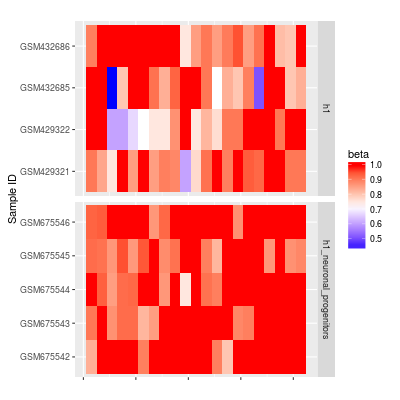 GSM432686
GSM432685
GSM429322
GSM429321
h1
GSM675546
GSM675545
GSM675544
GSM675543
GSM675542
h1_neuronal_progenitors
Sample ID
beta
1.0
0.9
0.8
0.7
0.6
0.5